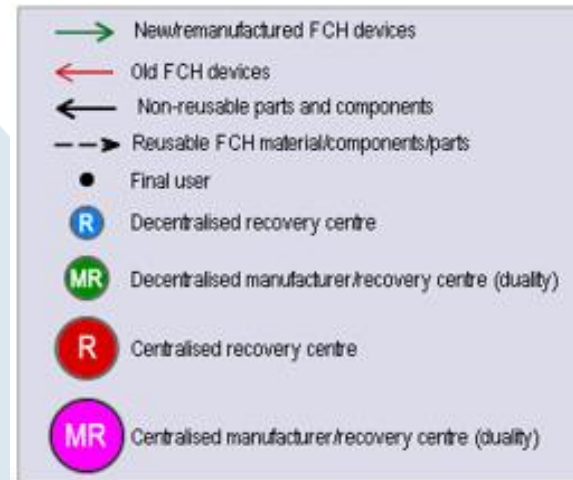 New/remanufactured FCH devices
Old FCH devices
Non-reusable parts and components
Reusable FCH material/components/parts
Final user
R Decentralised recovery centre
MR Decentralised manufacturer/recovery centre (duality)
R Centralised recovery centre
MR Centralised manufacturer/recovery centre (duality)